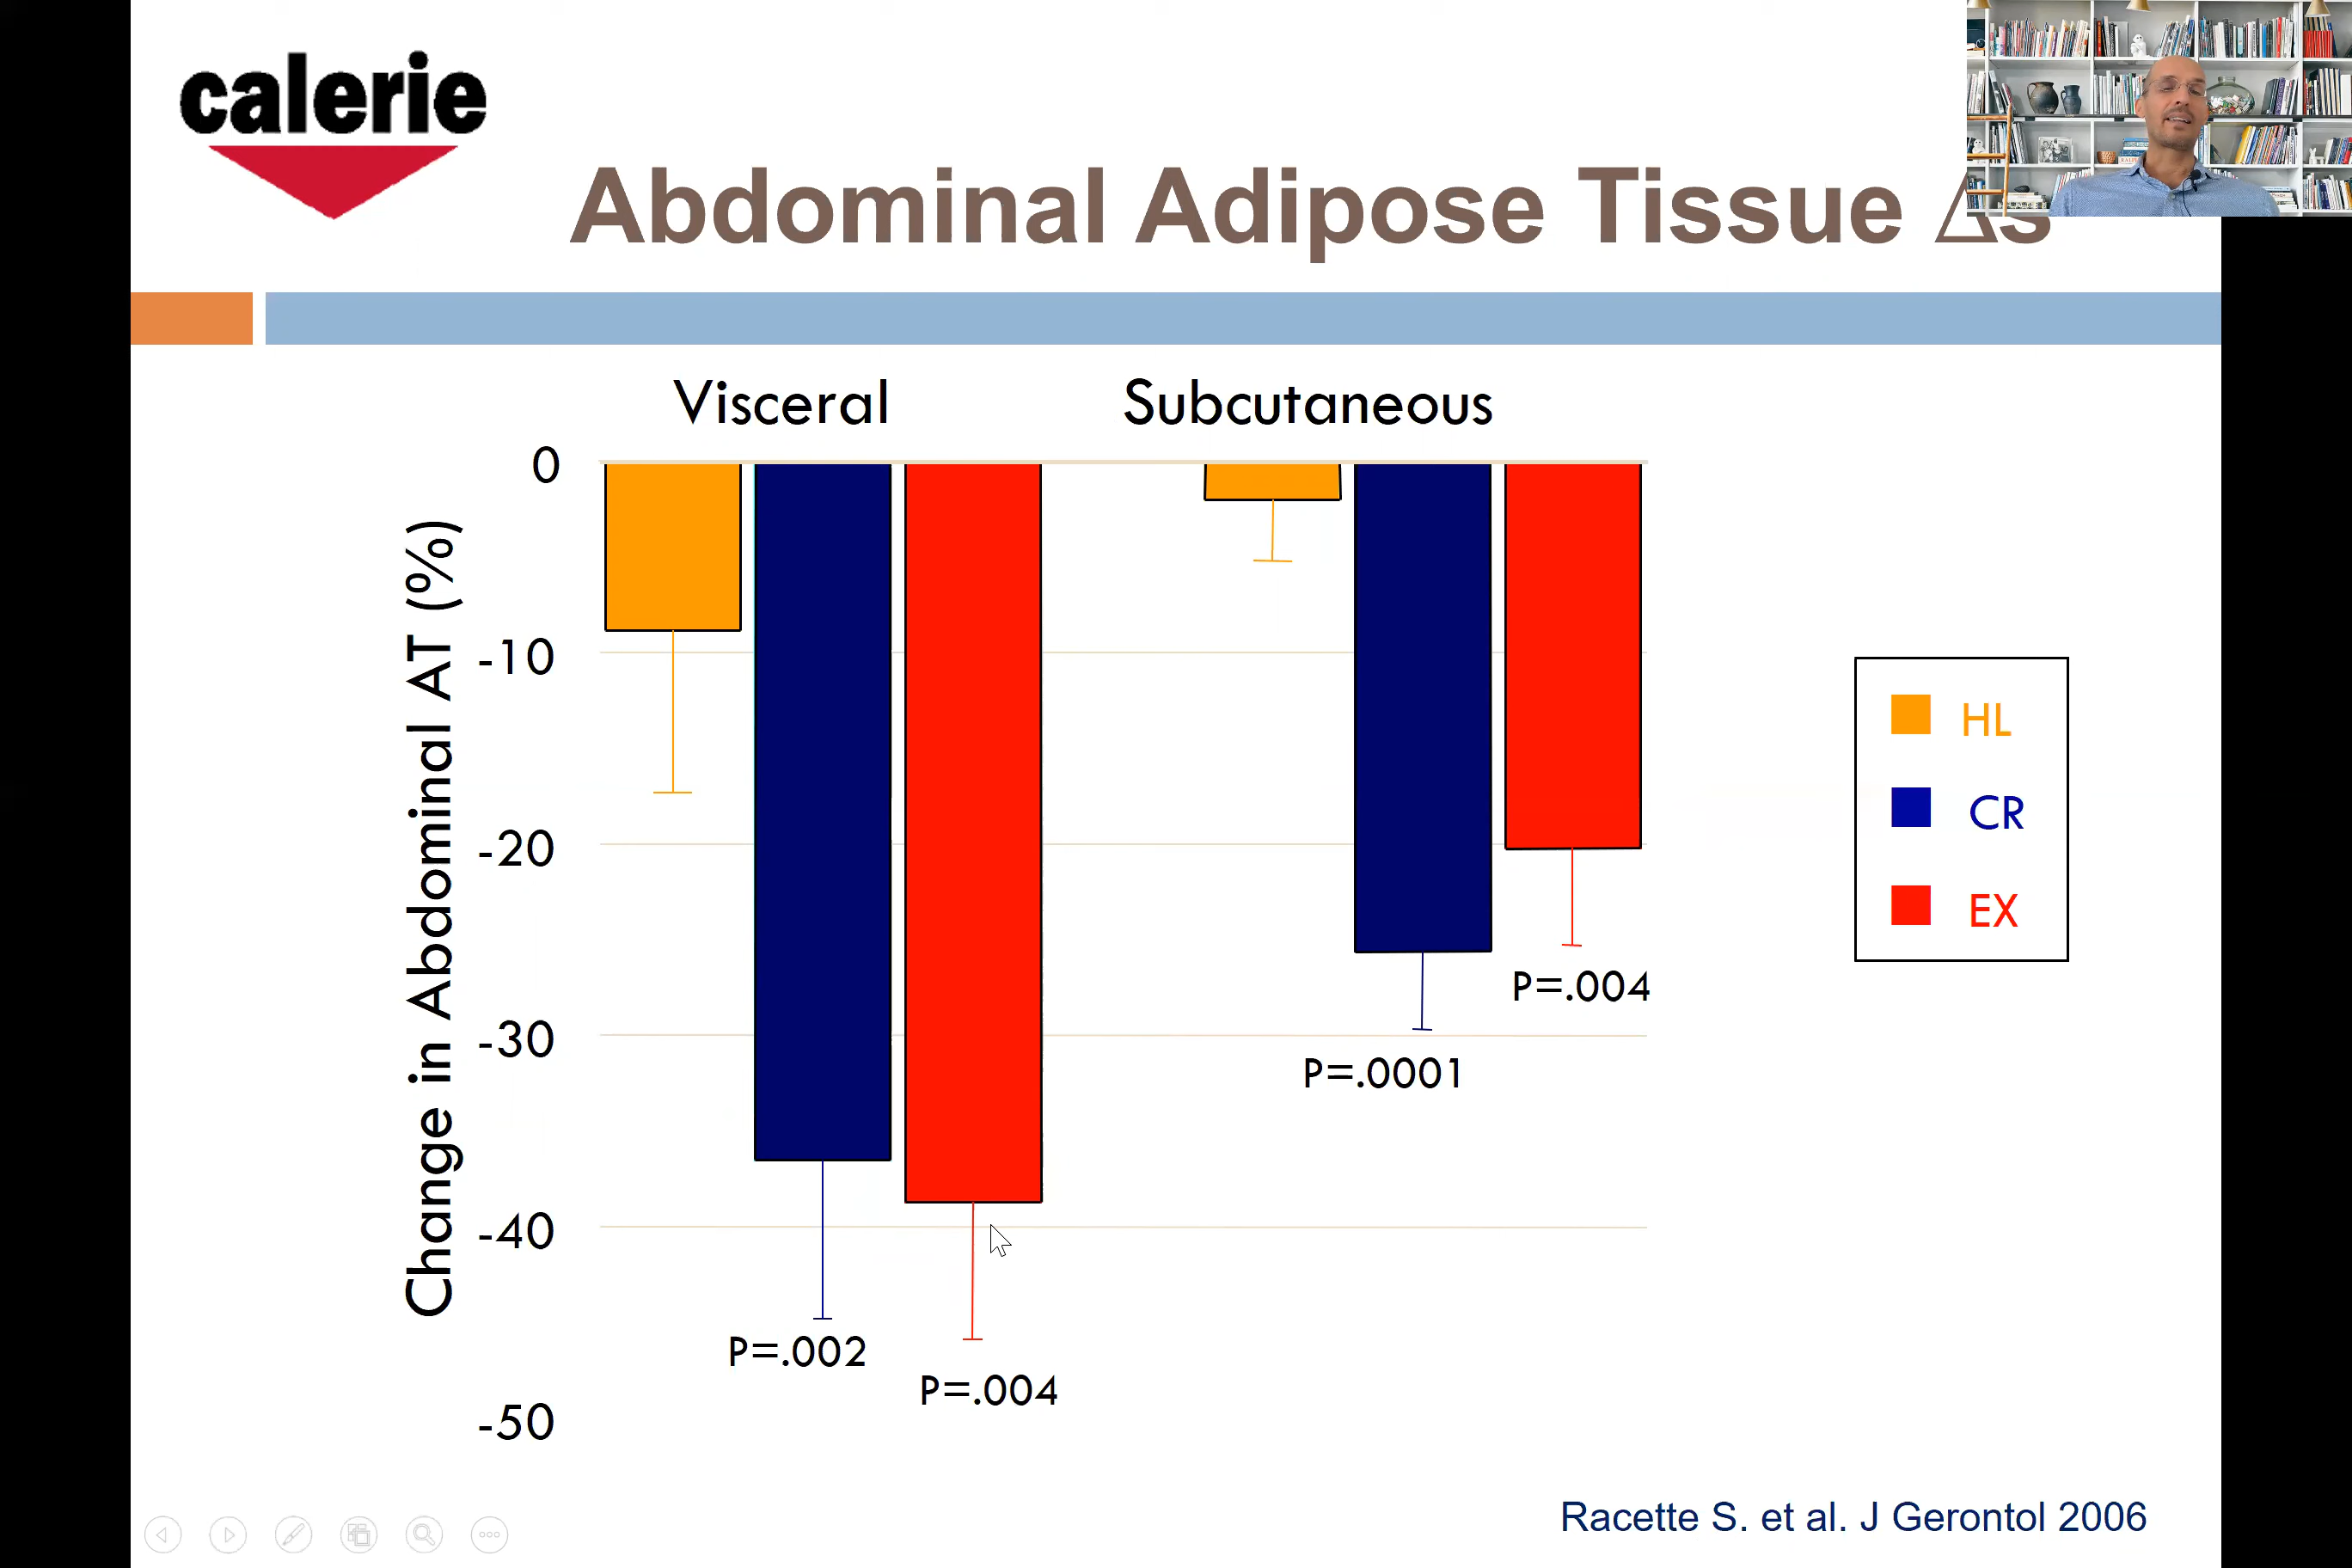 calerie
Abdominal Adipose Tissue Δs
Visceral
Subcutaneous
Change in Abdominal AT (%)
0
-10
-20
-30
-40
-50
P=.002
P=.004
P=.0001
P=.004
HL
CR
EX
Racette S. et al. J Gerontol 2006